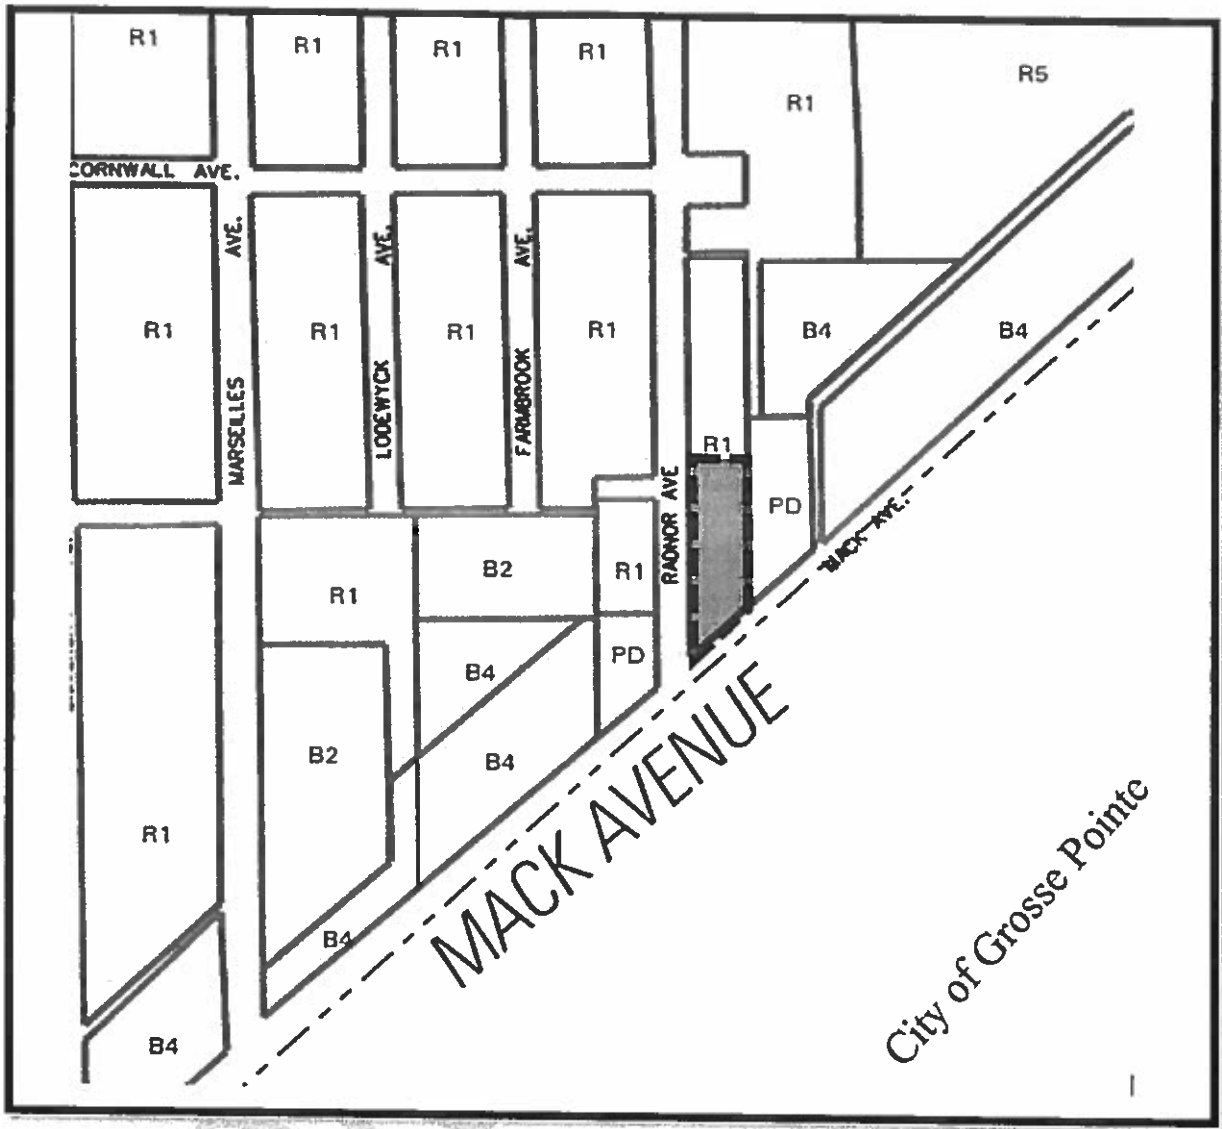 R1
R1
R1
R1
R5
R1
CORNWALL AVE.
MARSEILLES AVE.
LODEWYCK AVE.
FARMBROOK AVE.
R1
R1
R1
R1
B4
B4
R1
RADNOR AVE
PD
MACK AVE.
B2
R1
R1
PD
B4
B2
B4
MACK AVENUE
R1
B4
City of Grosse Pointe
B4